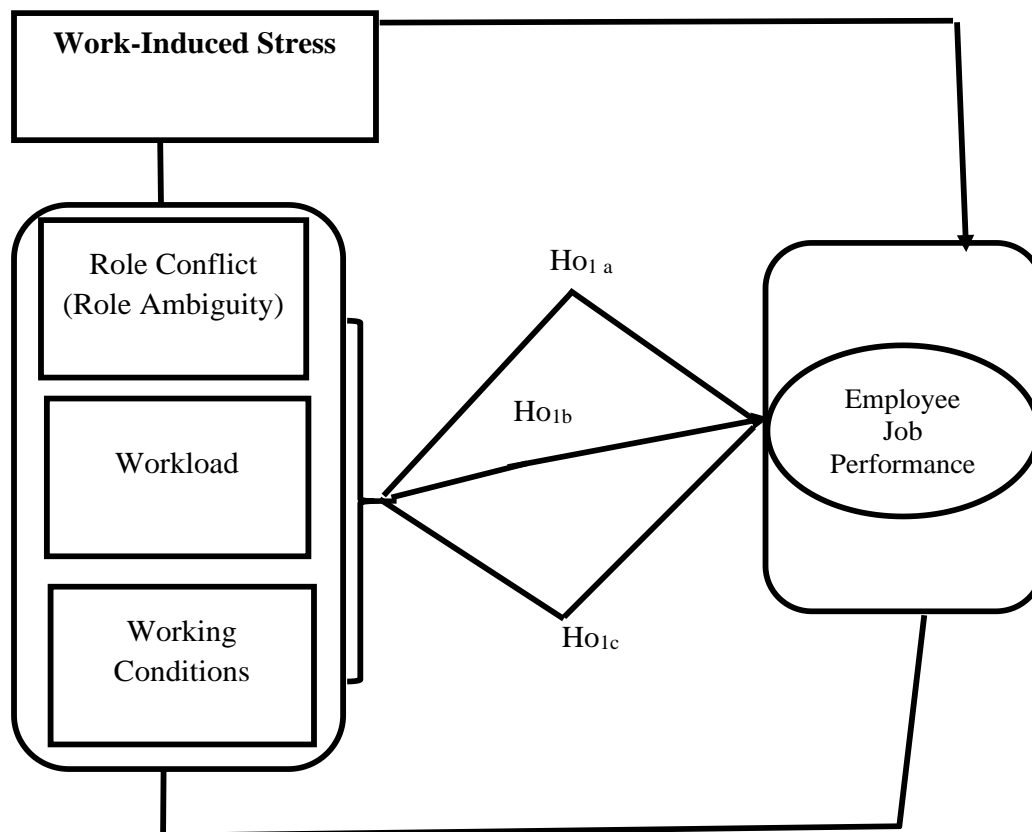 Work-Induced Stress
Role Conflict
(Role Ambiguity)
Workload
Working
Conditions
Ho1 a
Ho1b
Ho1c
Employee
Job
Performance